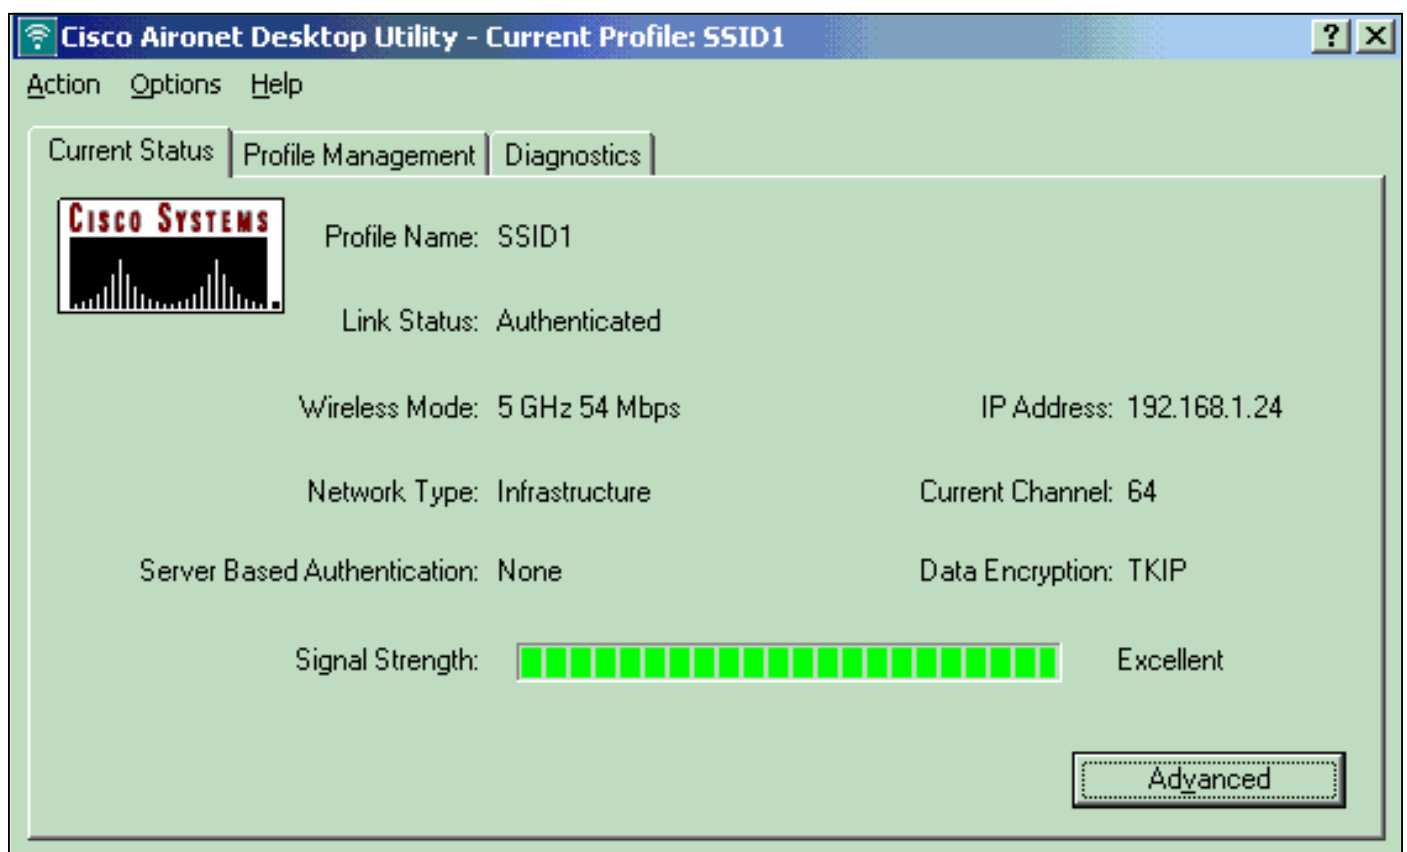 Cisco Aironet Desktop Utility - Current Profile: SSID1
Action Options Help
Current Status Profile Management Diagnostics
CISCO SYSTEMS
Profile Name: SSID1
Link Status: Authenticated
Wireless Mode: 5 GHz 54 Mbps IP Address: 192.168.1.24
Network Type: Infrastructure Current Channel: 64
Server Based Authentication: None Data Encryption: TKIP
Signal Strength: Excellent
Advanced